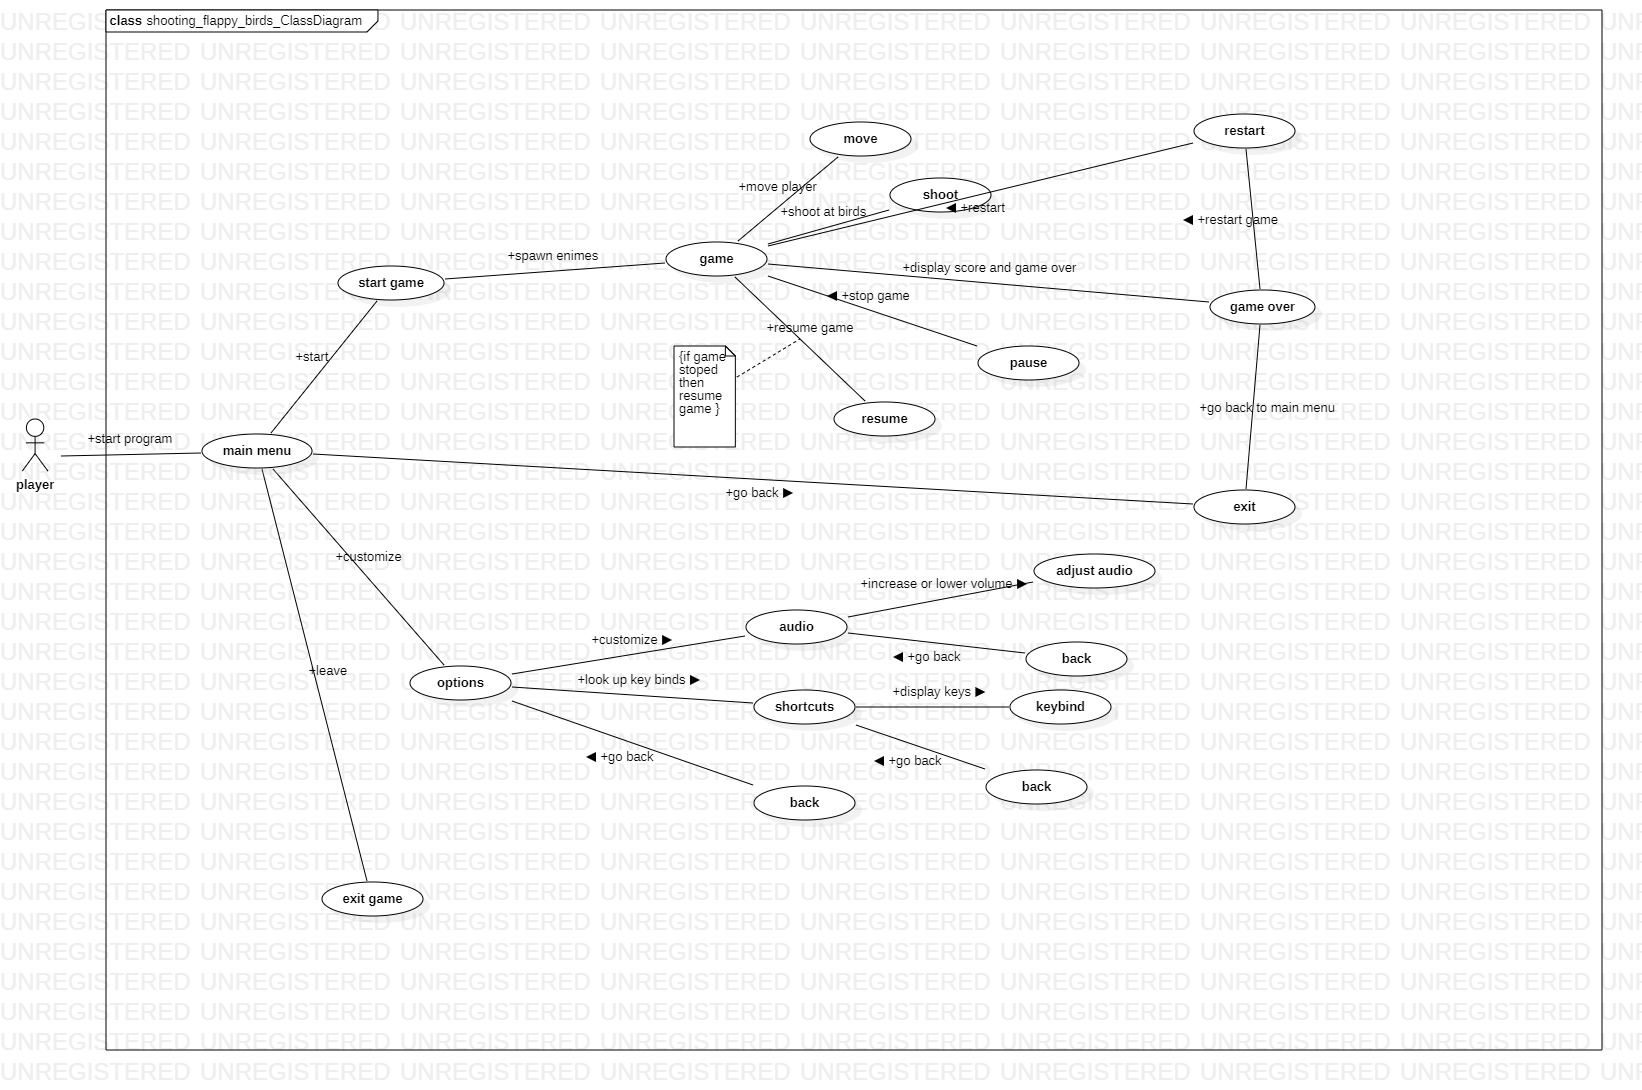 class shooting_flappy_birds_ClassDiagram
move
restart
+move player
shoot
+shoot at birds
◀ +restart
◀ +restart game
+spawn enimes
game
+display score and game over
start game
◀ +stop game
game over
+resume game
+start
{if game
stoped
then
resume
game }
pause
resume
+go back to main menu
+start program
main menu
player
+go back ▶
exit
+customize
adjust audio
+increase or lower volume ▶
audio
+customize ▶
◀ +go back
back
+leave
options
+look up key binds ▶
+display keys ▶
shortcuts
keybind
◀ +go back
◀ +go back
back
back
exit game
UNREGISTERED